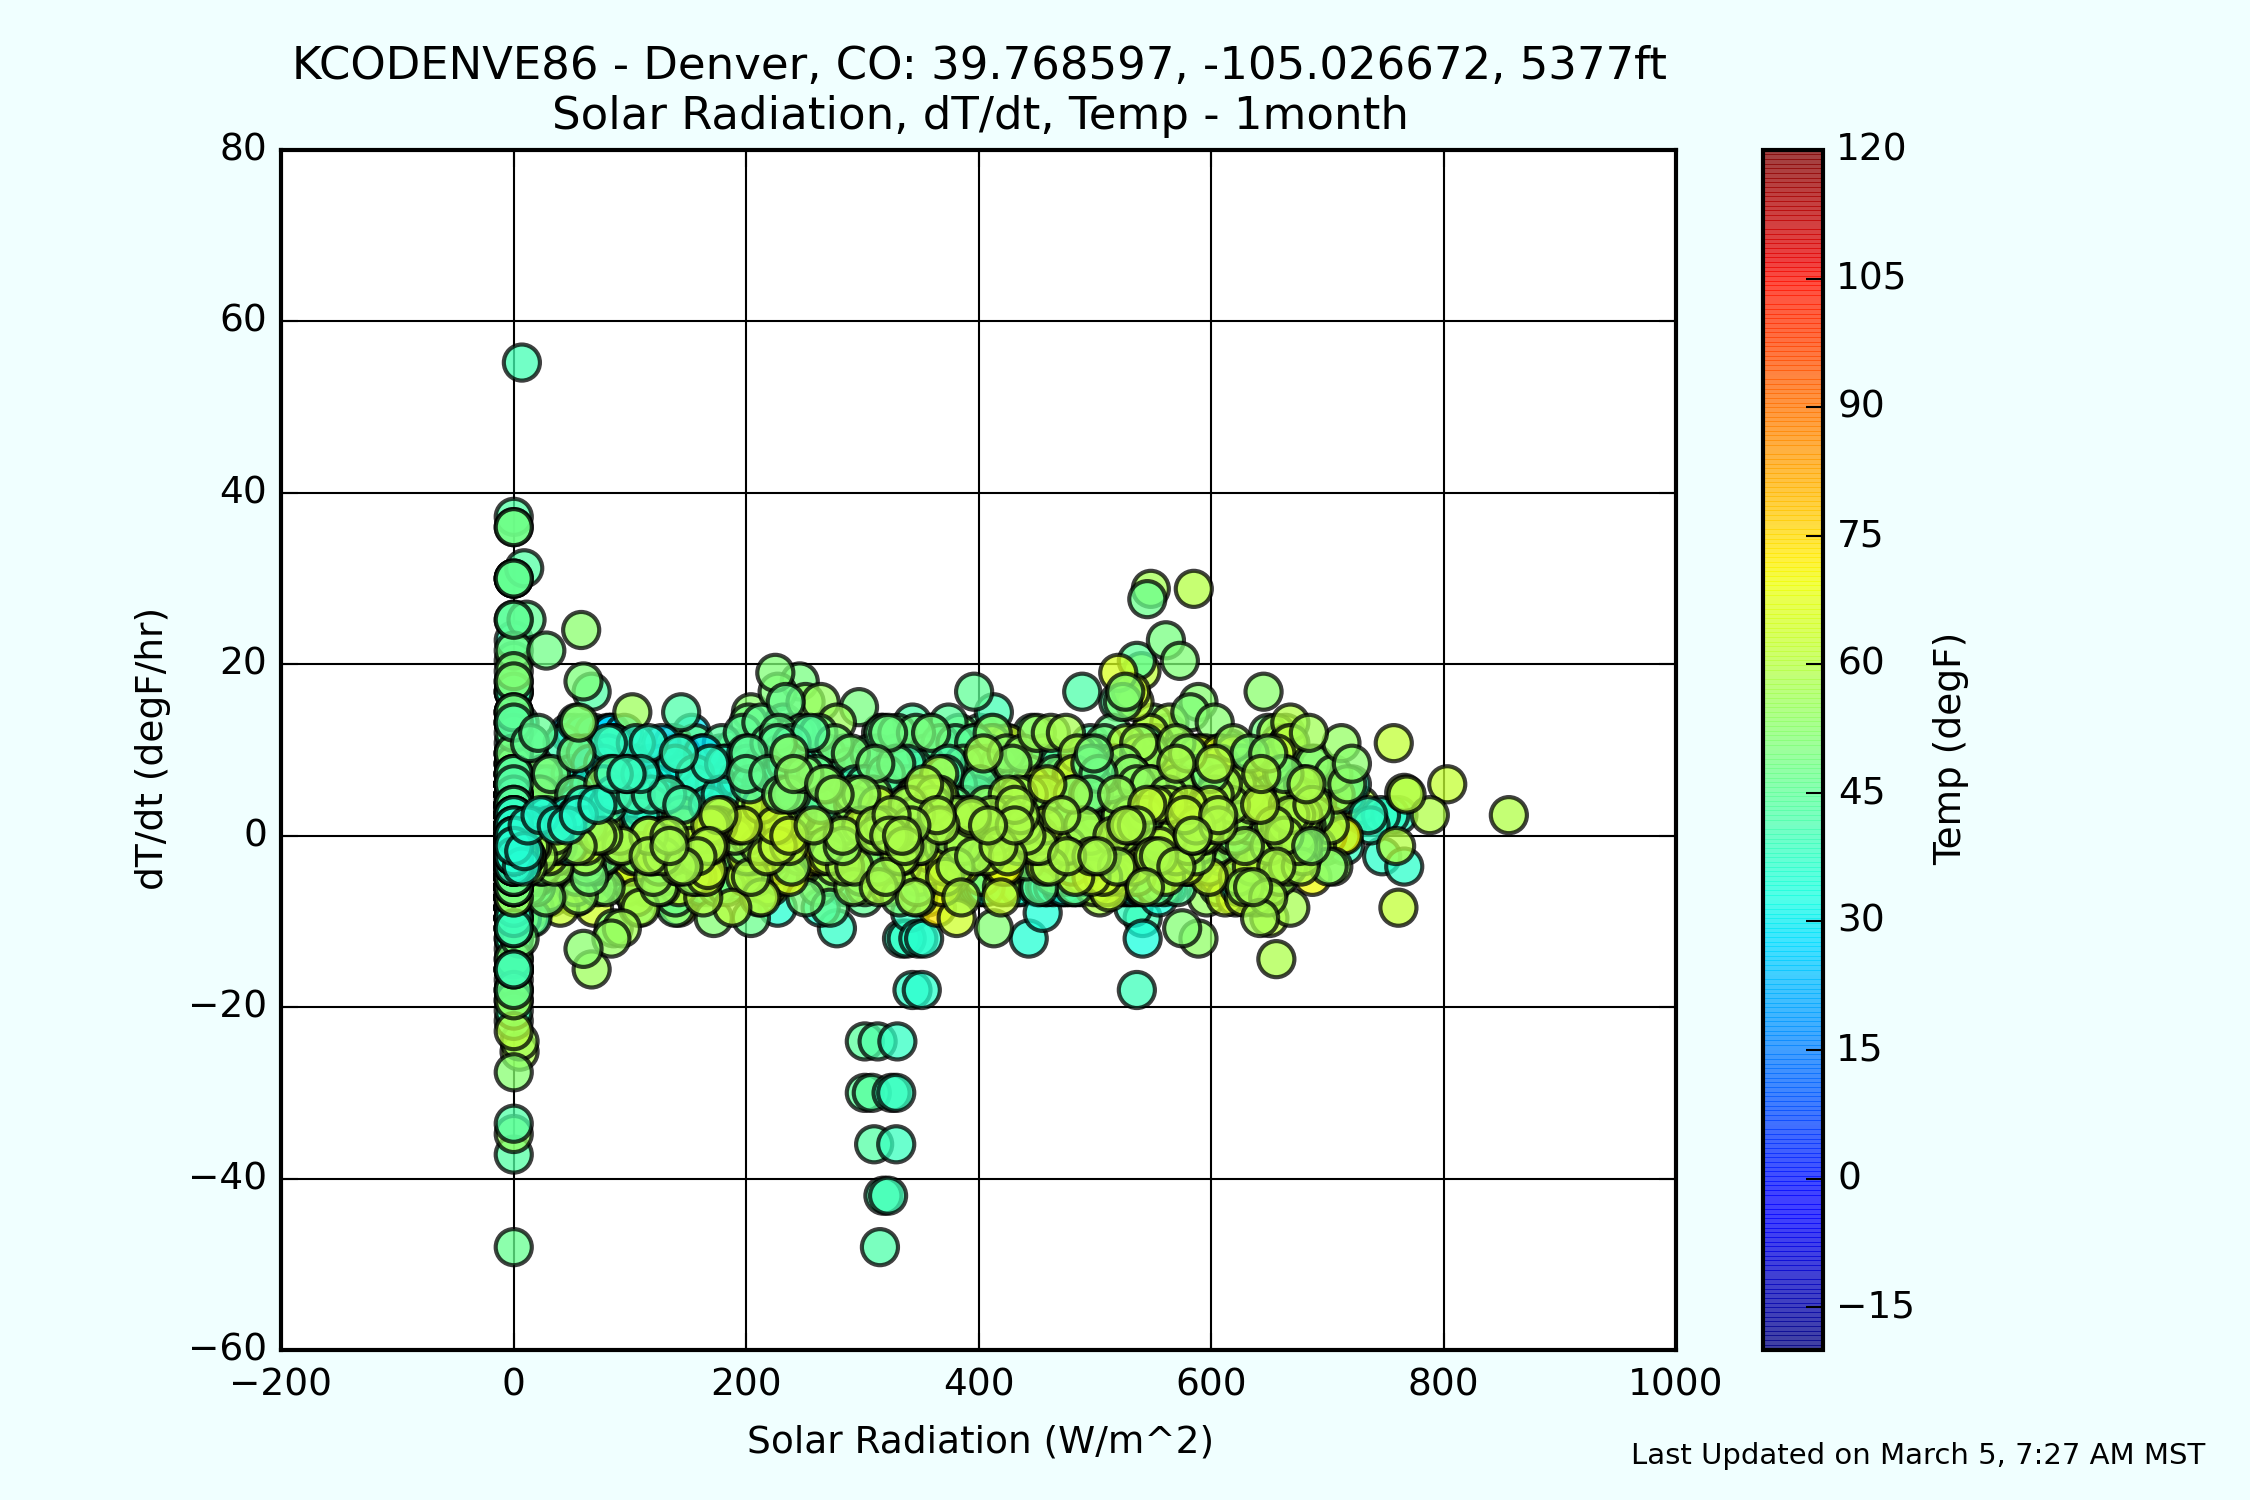 KCODENVE86 - Denver, CO: 39.768597, -105.026672, 5377ft
Solar Radiation, dT/dt, Temp - 1month
80
60
40
20
0
−20
−40
−60
dT/dt (degF/hr)
−200 0 200 400 600 800 1000
Solar Radiation (W/m^2)
120
105
90
75
60
45
30
15
0
−15
Temp (degF)
Last Updated on March 5, 7:27 AM MST